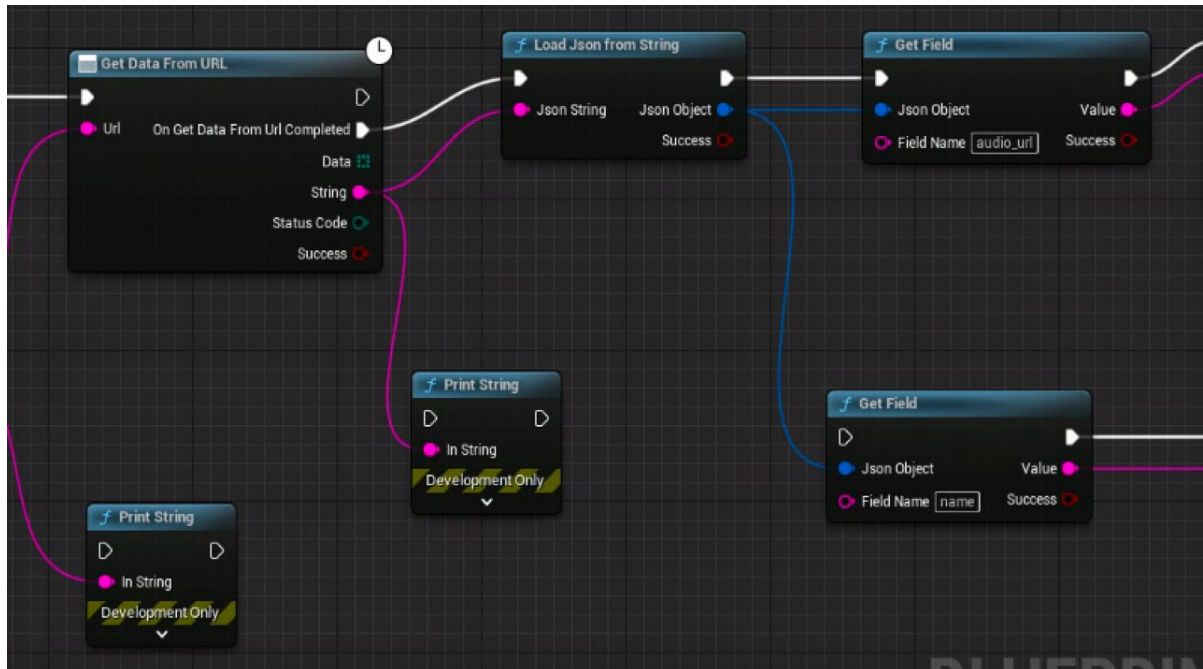 Get Data From URL
Url
On Get Data From Url Completed
Data
String
Status Code
Success
Load Json from String
Json String
Json Object
Success
Get Field
Json Object
Value
Field Name audio_url
Success
Print String
In String
Development Only
Get Field
Json Object
Value
Field Name name
Success
Print String
In String
Development Only